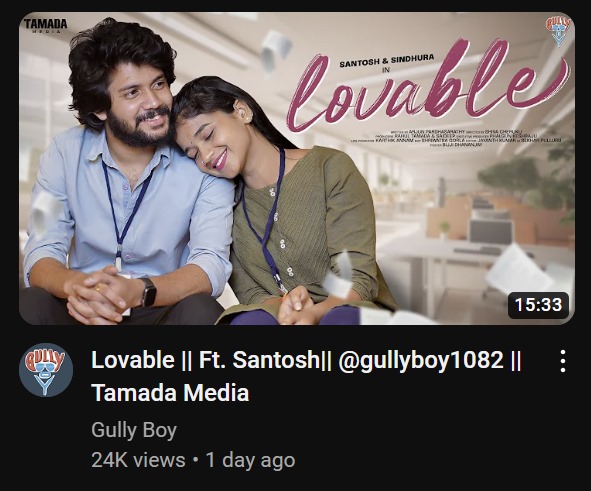 TAMADA
MEDIA
GULLY
SANTOSH & SINDHURA
IN
lovable
15:33
GULLY
Lovable || Ft. Santosh|| @gullyboy1082 ||
Tamada Media
Gully Boy
24K views • 1 day ago